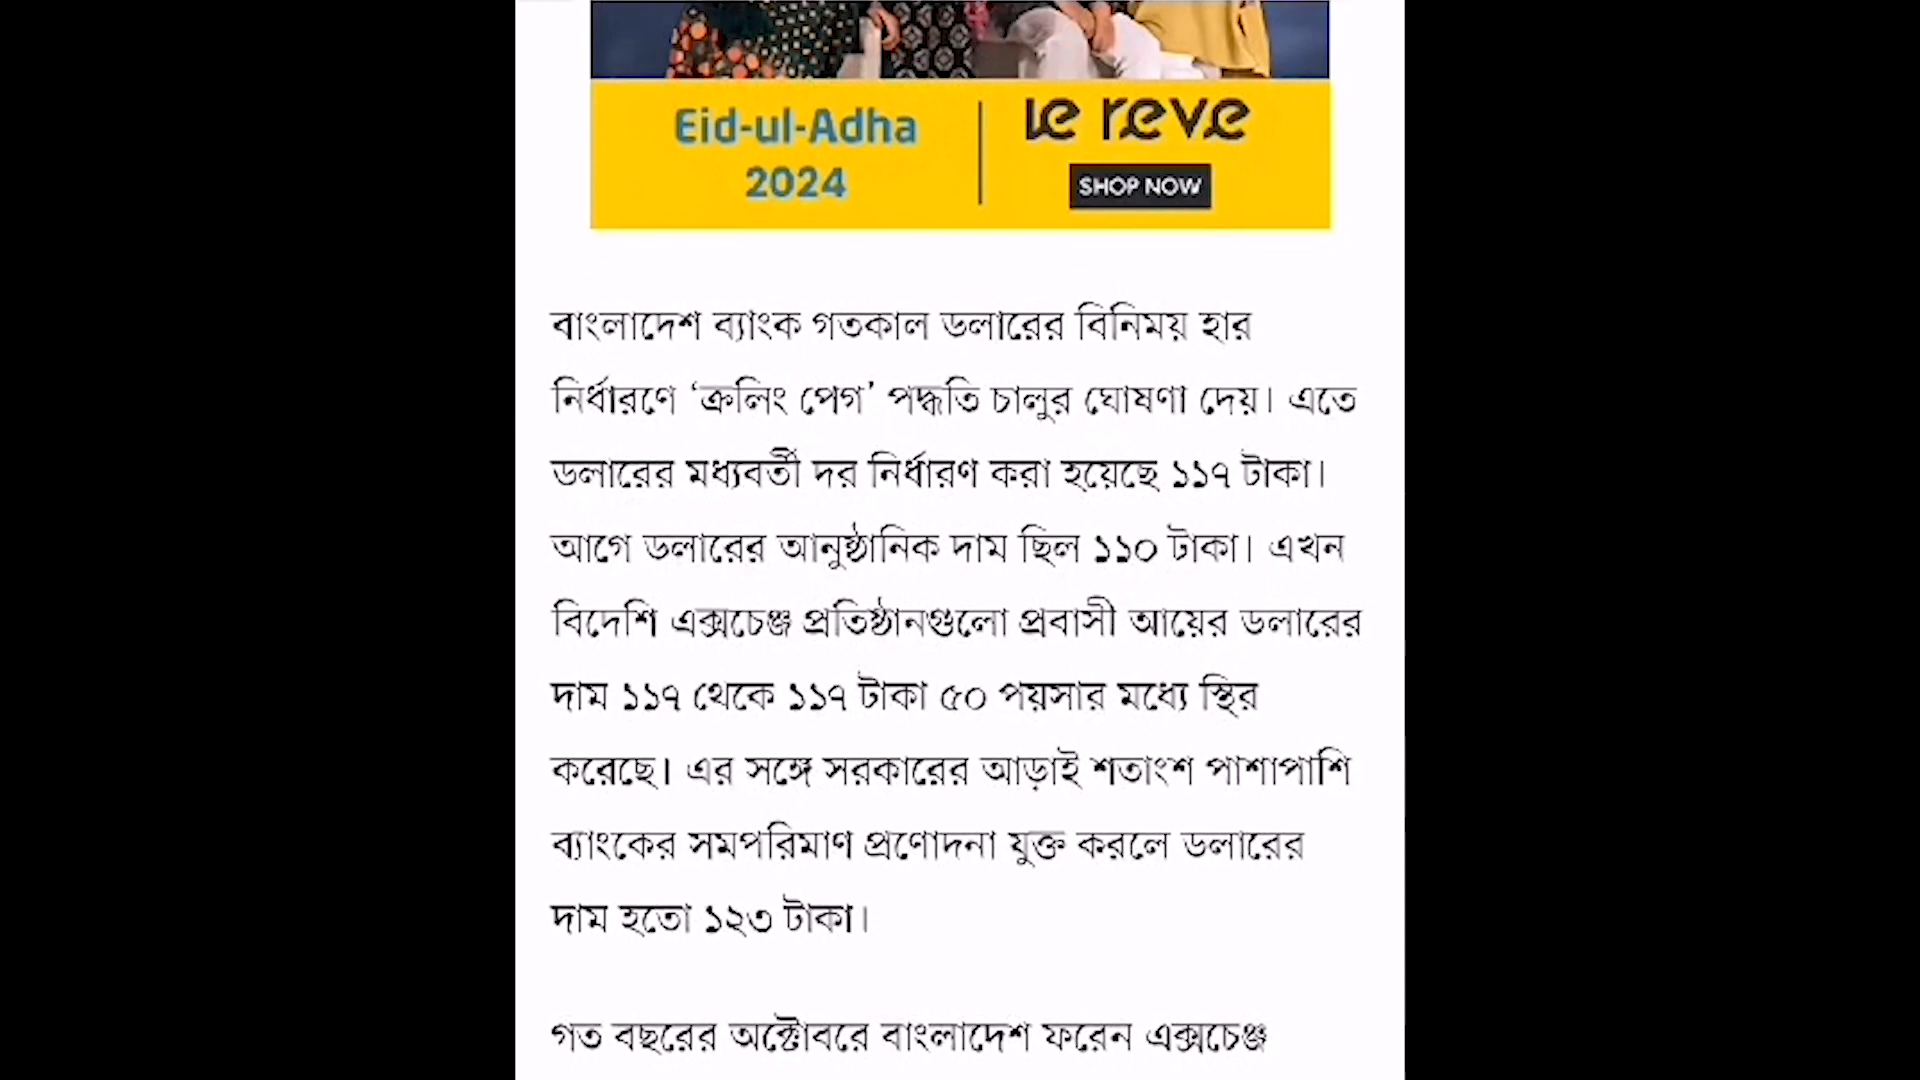 Eid-ul-Adha
2024
le reve
SHOP NOW
বাংলাদেশ ব্যাংক গতকাল ডলারের বিনিময় হার
নির্ধারণে ‘ক্রলিং পেগ’ পদ্ধতি চালুর ঘোষণা দেয়। এতে
ডলারের মধ্যবর্তী দর নির্ধারণ করা হয়েছে ১১৭ টাকা।
আগে ডলারের আনুষ্ঠানিক দাম ছিল ১১০ টাকা। এখন
বিদেশি এক্সচেঞ্জ প্রতিষ্ঠানগুলো প্রবাসী আয়ের ডলারের
দাম ১১৭ থেকে ১১৭ টাকা ৫০ পয়সার মধ্যে স্থির
করেছে। এর সঙ্গে সরকারের আড়াই শতাংশ পাশাপাশি
ব্যাংকের সমপরিমাণ প্রণোদনা যুক্ত করলে ডলারের
দাম হতো ১২৩ টাকা।
গত বছরের অক্টোবরে বাংলাদেশ ফরেন এক্সচেঞ্জ